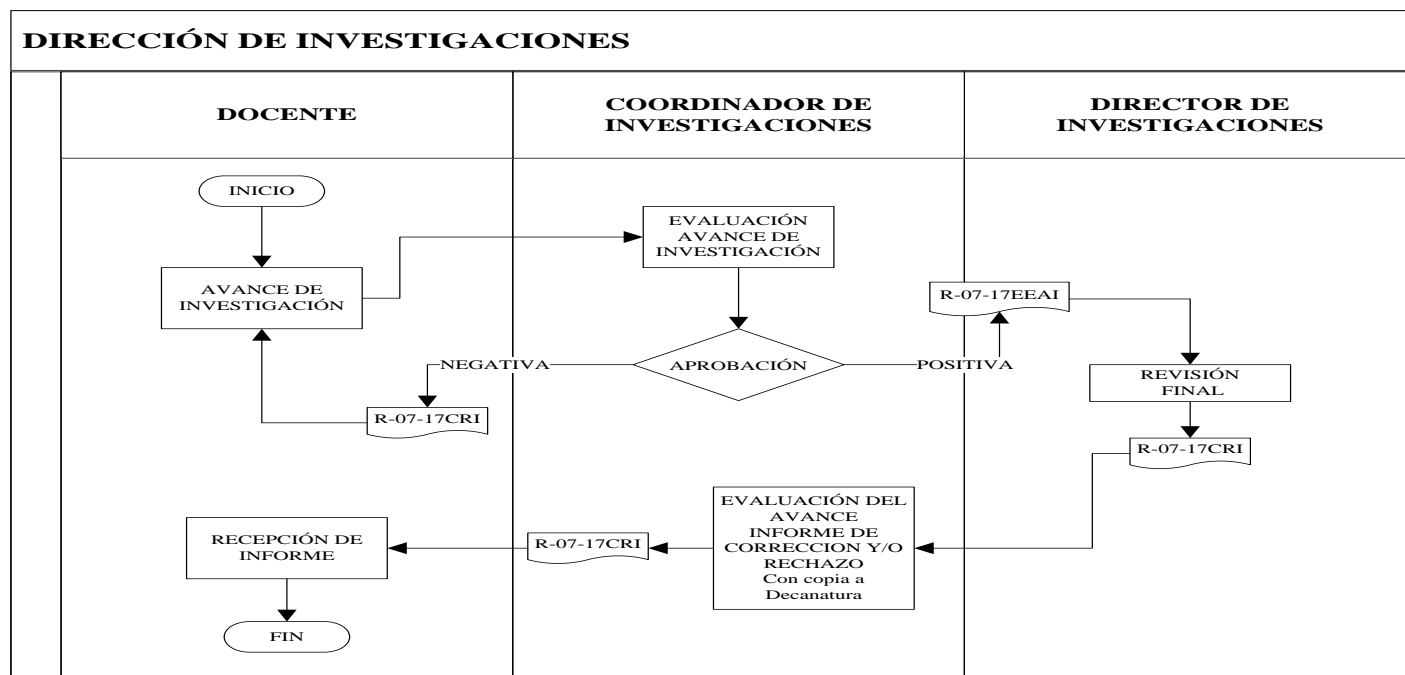 DIRECCIÓN DE INVESTIGACIONES
DOCENTE
COORDINADOR DE
INVESTIGACIONES
DIRECTOR DE
INVESTIGACIONES
INICIO
AVANCE DE
INVESTIGACIÓN
EVALUACIÓN
AVANCE DE
INVESTIGACIÓN
APROBACIÓN
NEGATIVA
R-07-17CRI
POSITIVA
R-07-17EEAI
REVISIÓN
FINAL
R-07-17CRI
EVALUACIÓN DEL
AVANCE
INFORME DE
CORRECCION Y/O
RECHAZO
Con copia a
Decanatura
R-07-17CRI
RECEPCIÓN DE
INFORME
FIN